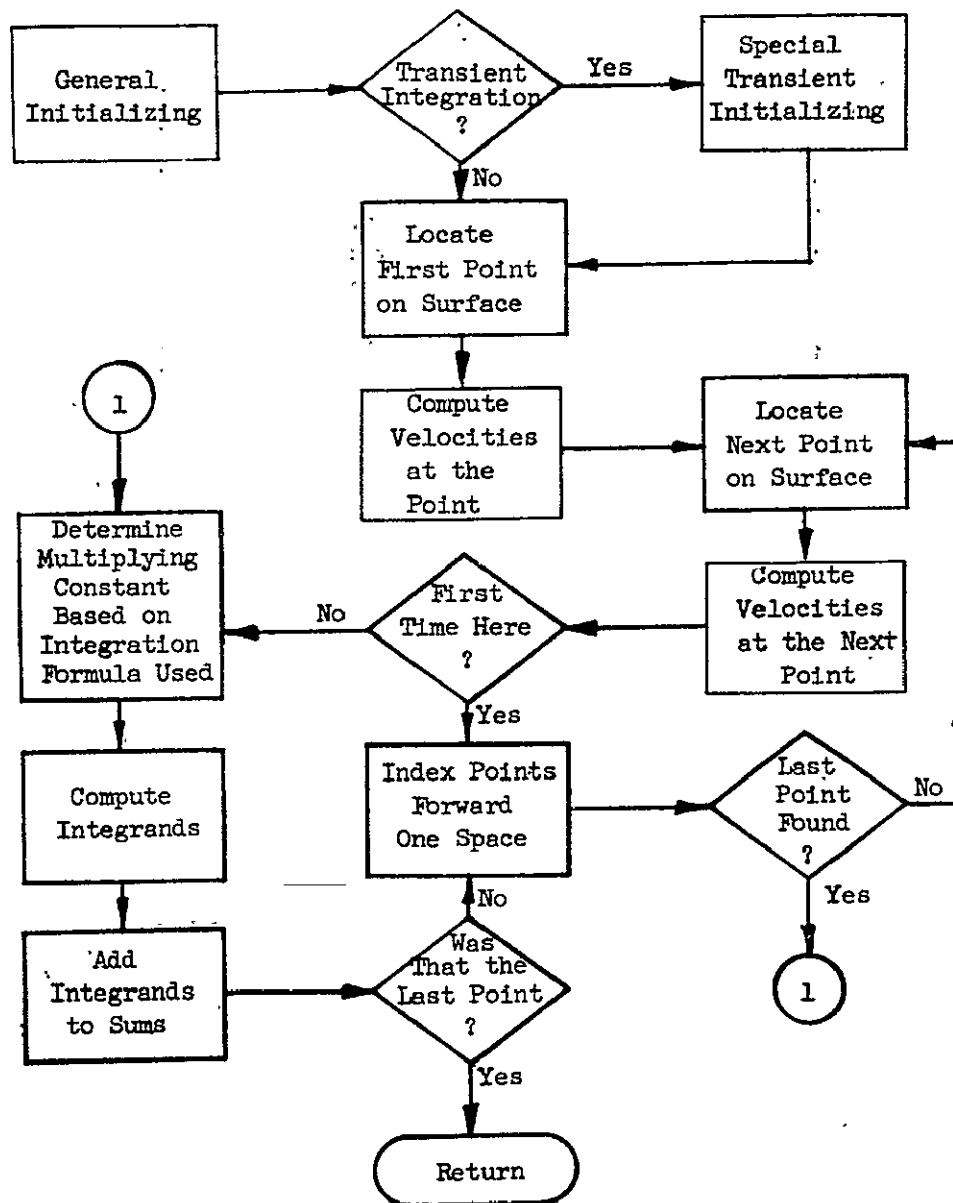 General
Initializing
Transient
Integration
?
Yes
Special
Transient
Initializing
No
Locate
First Point
on Surface
1
Compute
Velocities
at the
Point
Locate
Next Point
on Surface
Determine
Multiplying
Constant
Based on
Integration
Formula Used
No
First
Time Here
?
Compute
Velocities
at the Next
Point
Yes
Compute
Integrands
Index Points
Forward
One Space
Last
Point
Found
?
No
No
Yes
Add
Integrands
to Sums
Was
That the
Last Point
?
1
Yes
Return